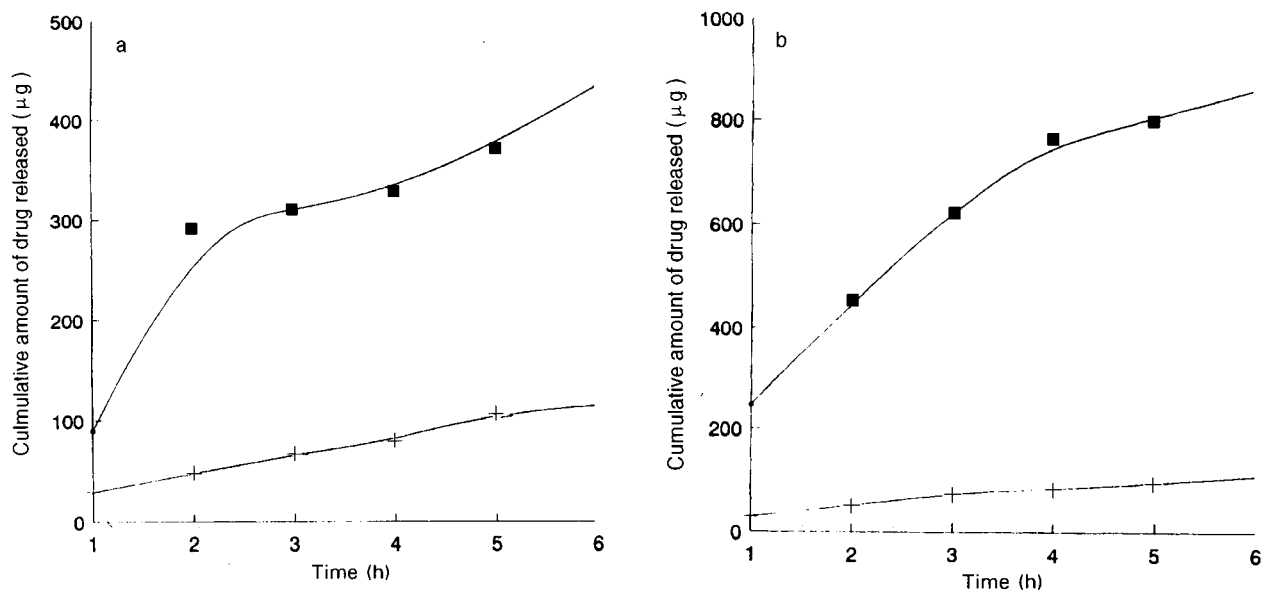 a
Culmulative amount of drug released (μg)
500
400
300
200
100
0
1 2 3 4 5 6
Time (h)
b
Cumulative amount of drug released (μg)
1000
800
600
400
200
0
1 2 3 4 5 6
Time (h)